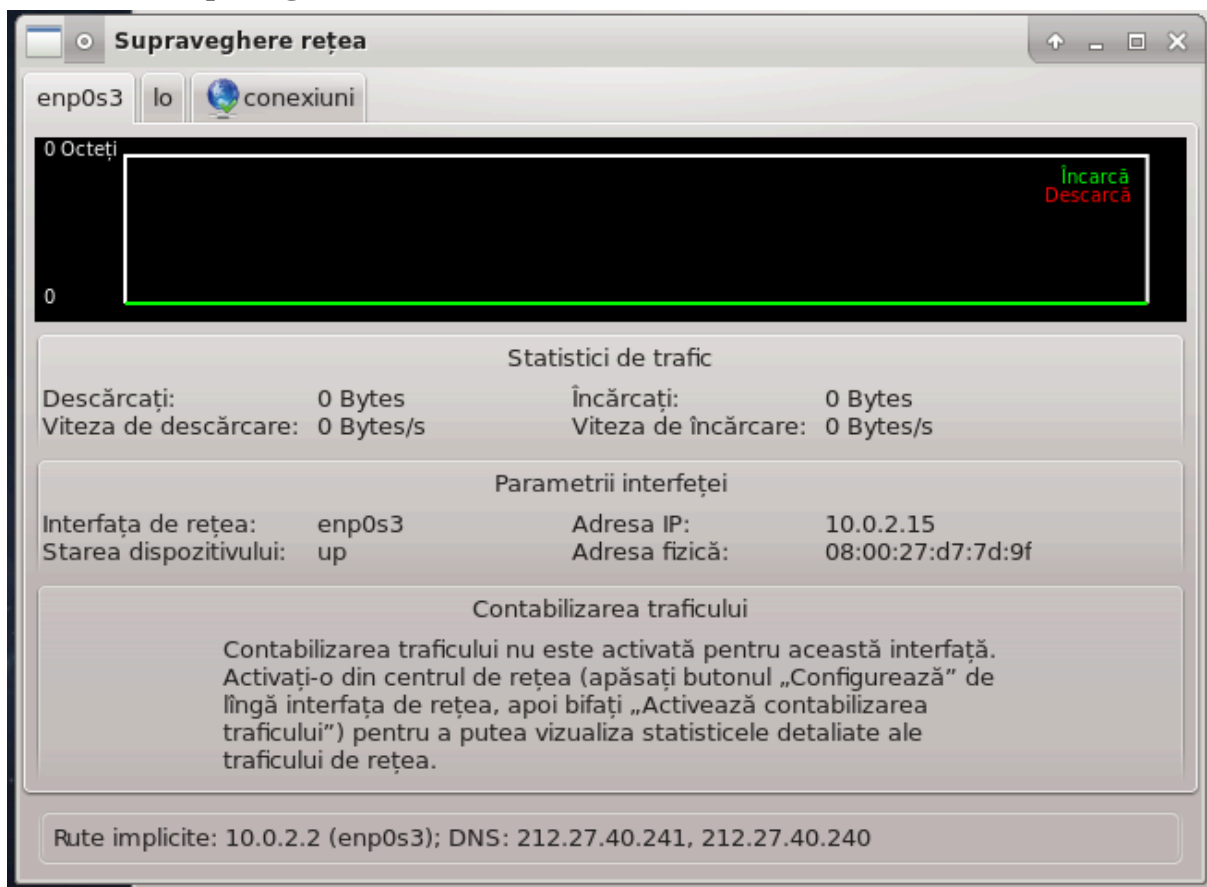 Supraveghere rețea
enp0s3 lo conexiuni
0 Octeți
Încarcă
Descarcă
0
Statistici de trafic
Descărcați: 0 Bytes Încărcați: 0 Bytes
Viteza de descărcare: 0 Bytes/s Viteza de încărcare: 0 Bytes/s
Parametrii interfeței
Interfața de rețea: enp0s3 Adresa IP: 10.0.2.15
Starea dispozitivului: up Adresa fizică: 08:00:27:d7:7d:9f
Contabilizarea traficului
Contabilizarea traficului nu este activată pentru această interfață.
Activați-o din centrul de rețea (apăsați butonul „Configurează” de
lîngă interfața de rețea, apoi bifați „Activează contabilizarea
traficului”) pentru a putea vizualiza statisticele detaliate ale
traficului de rețea.
Rute implicite: 10.0.2.2 (enp0s3); DNS: 212.27.40.241, 212.27.40.240